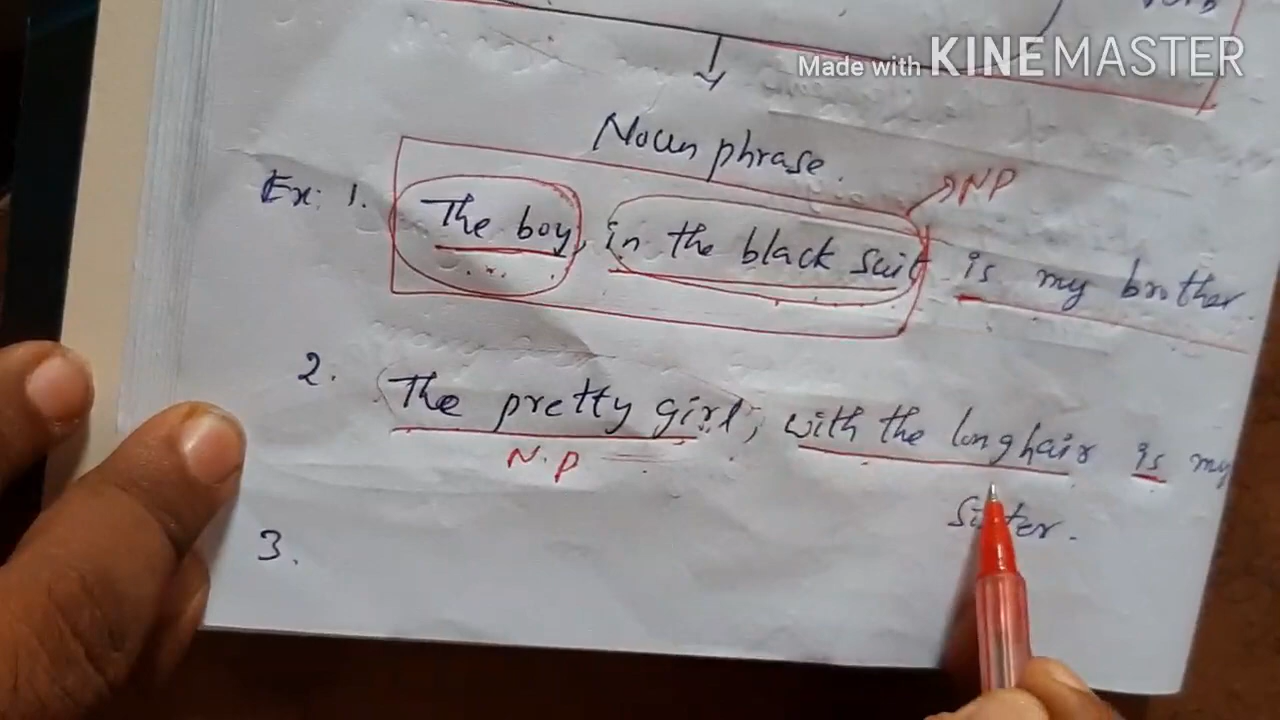 Made with KINEMASTER
Noun phrase.
NP
Ex: 1. The boy, in the black suit is my brother.
2. The pretty girl, with the long hair is my
N.P
sister.
3.